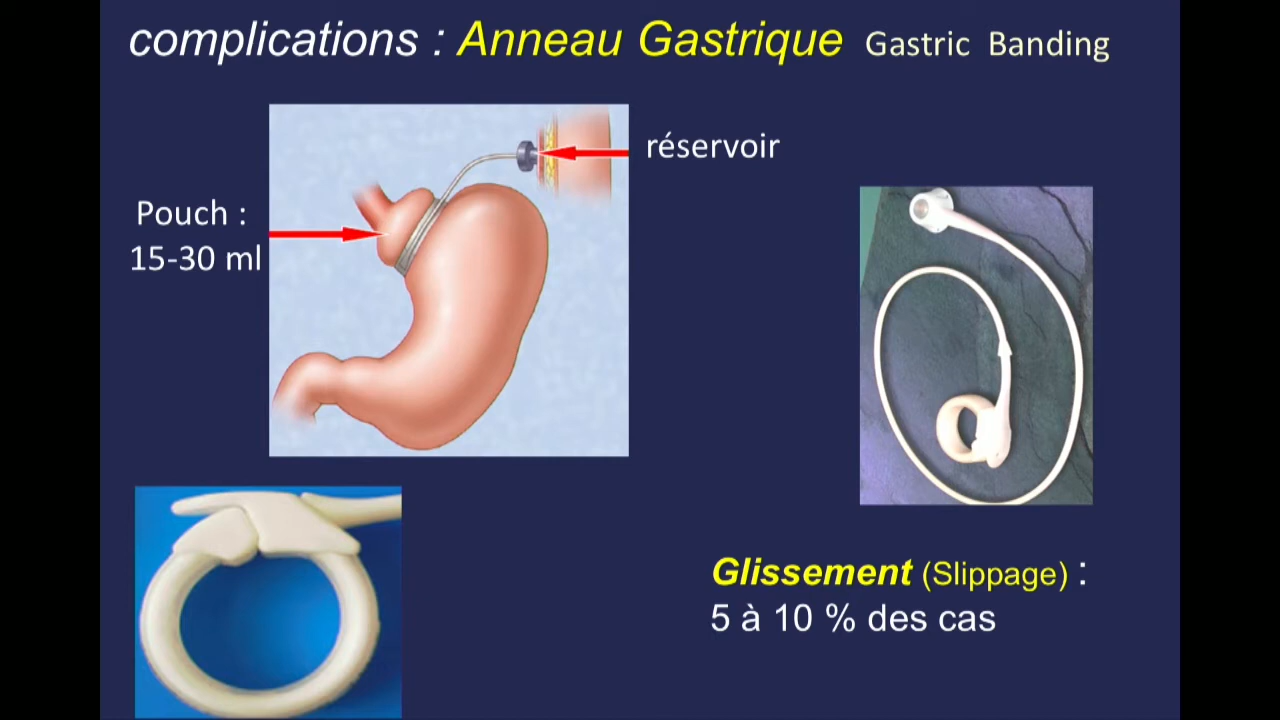 complications : Anneau Gastrique Gastric Banding
réservoir
Pouch :
15-30 ml
Glissement (Slippage) :
5 à 10 % des cas